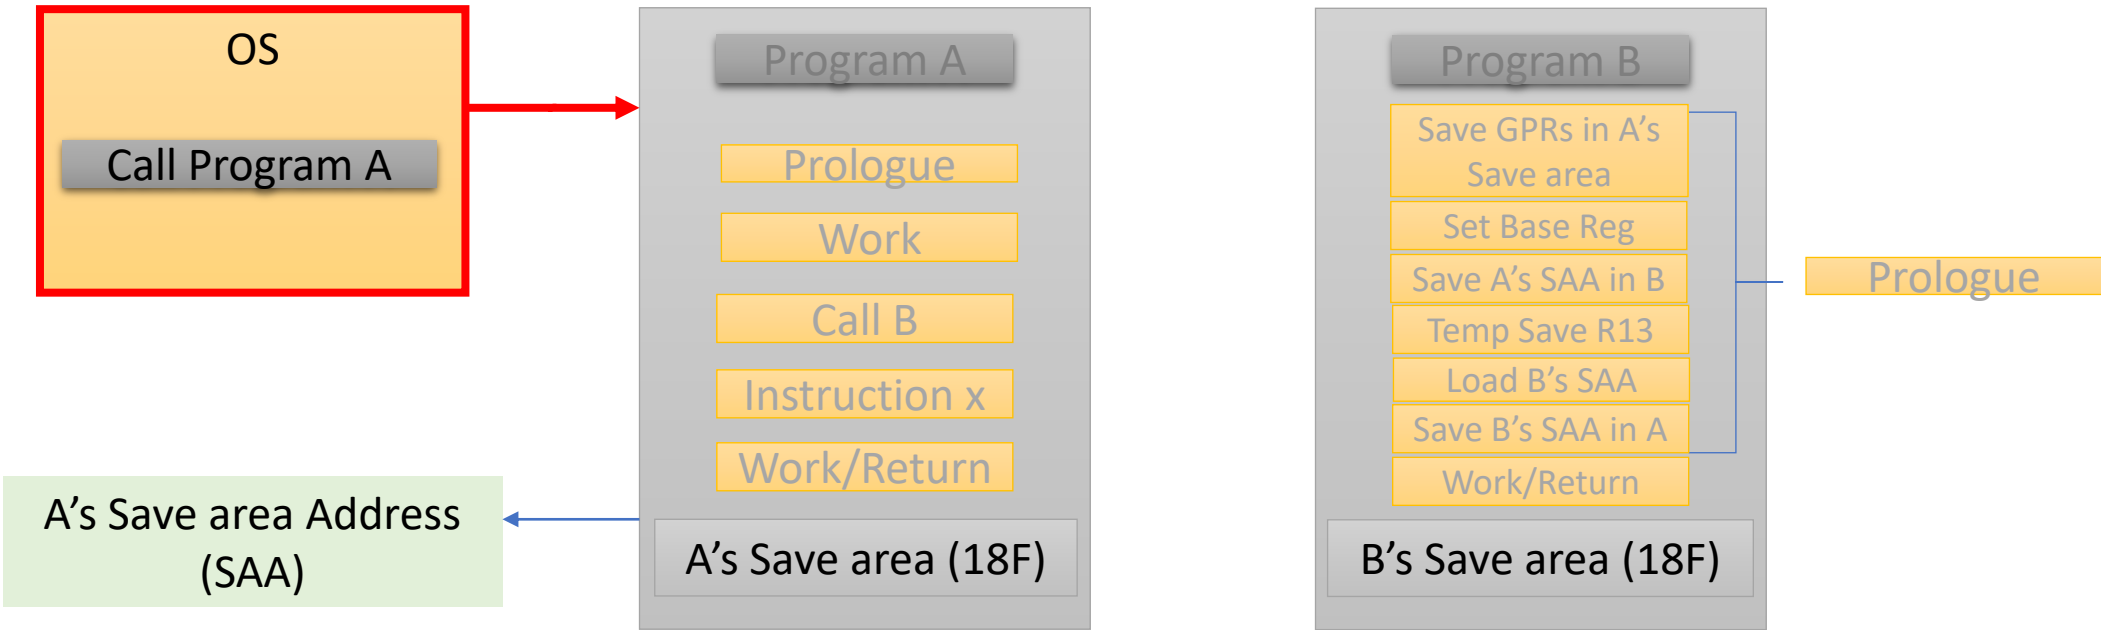 OS
Call Program A
A’s Save area Address
(SAA)
Program A
Prologue
Work
Call B
Instruction x
Work/Return
A’s Save area (18F)
Program B
Save GPRs in A’s
Save area
Set Base Reg
Save A’s SAA in B
Temp Save R13
Load B’s SAA
Save B’s SAA in A
Work/Return
B’s Save area (18F)
Prologue